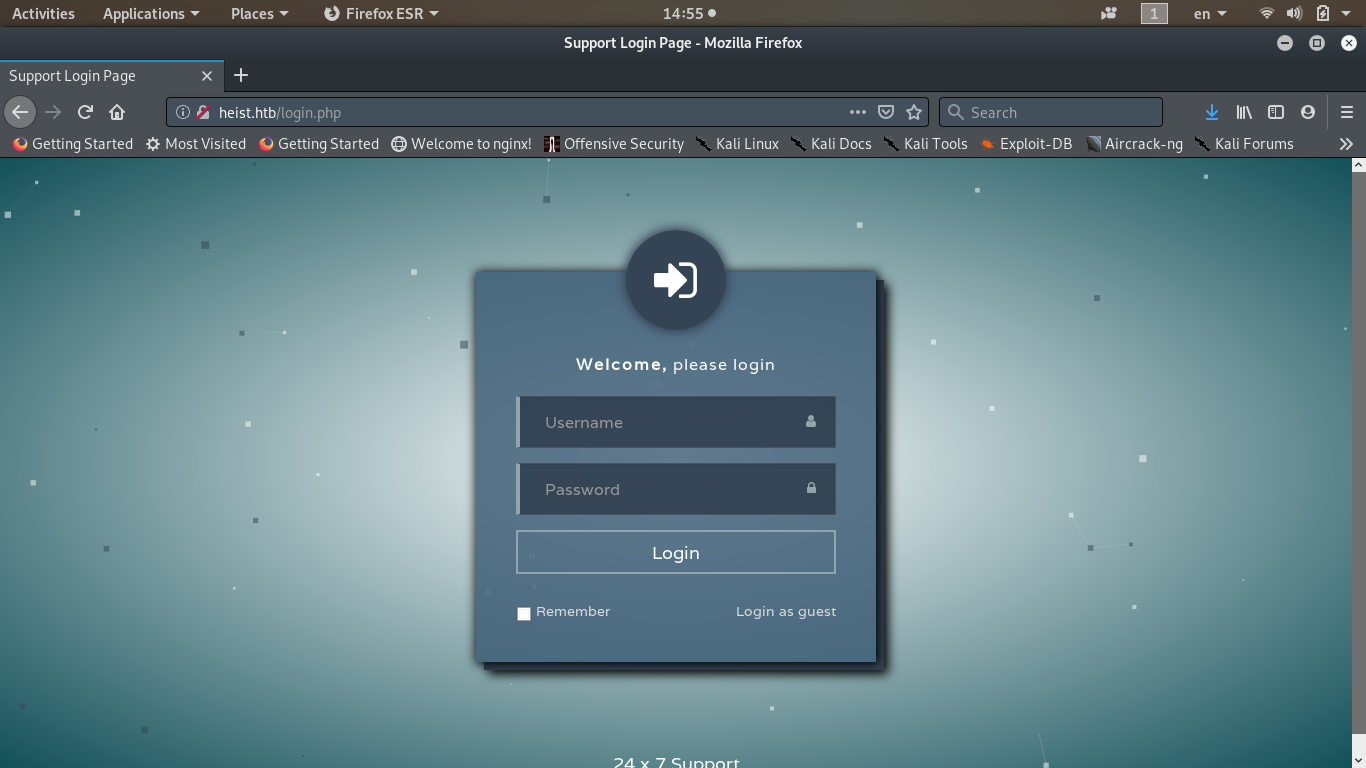 Activities Applications Places Firefox ESR 14:55 1 en
Support Login Page - Mozilla Firefox
Support Login Page
heist.htb/login.php Search
Getting Started Most Visited Getting Started Welcome to nginx! Offensive Security Kali Linux Kali Docs Kali Tools Exploit-DB Aircrack-ng Kali Forums
Welcome, please login
Username
Password
Login
Remember Login as guest
24 x 7 Support